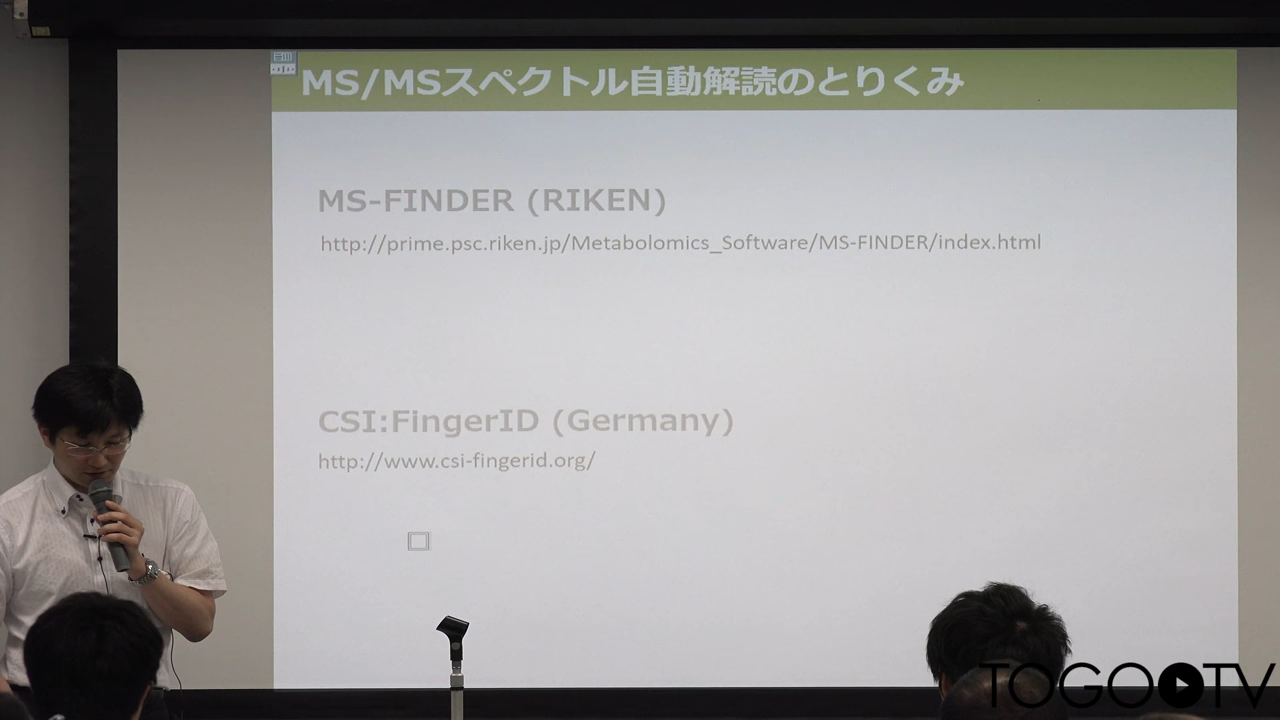 MS/MSスペクトル自動解読のとりくみ
MS-FINDER (RIKEN)
http://prime.psc.riken.jp/Metabolomics_Software/MS-FINDER/index.html
CSI:FingerID (Germany)
http://www.csi-fingerid.org/
TOGOTV